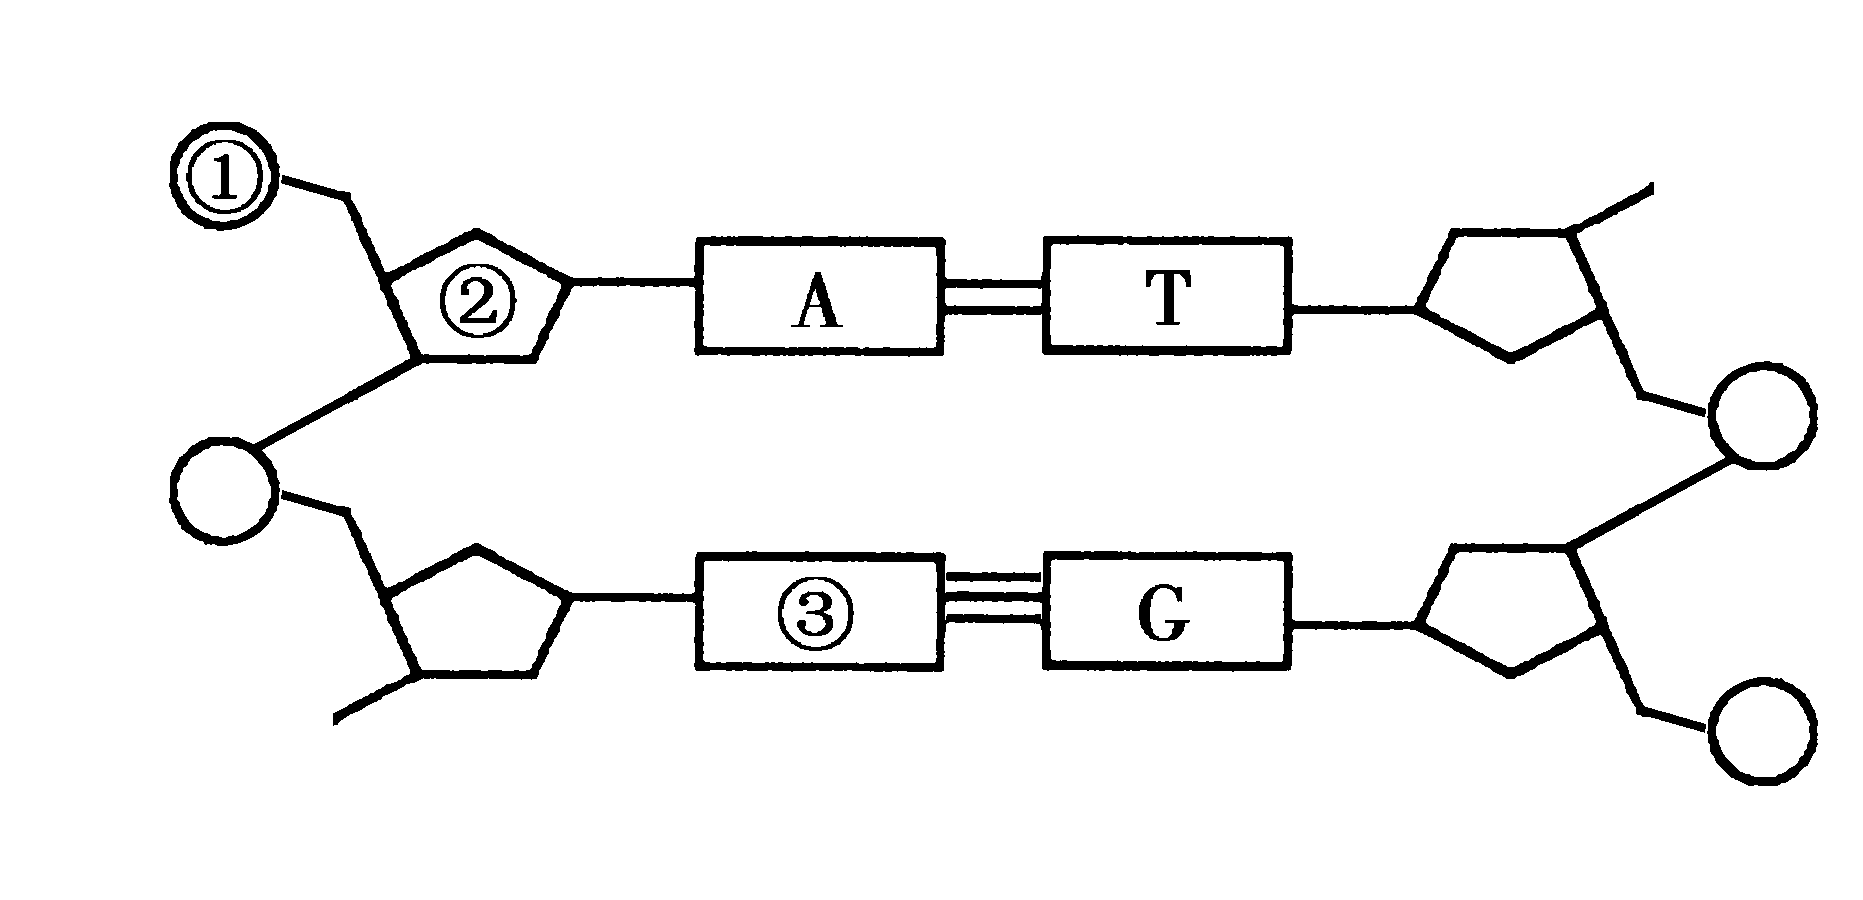 ①
② A T
③ G